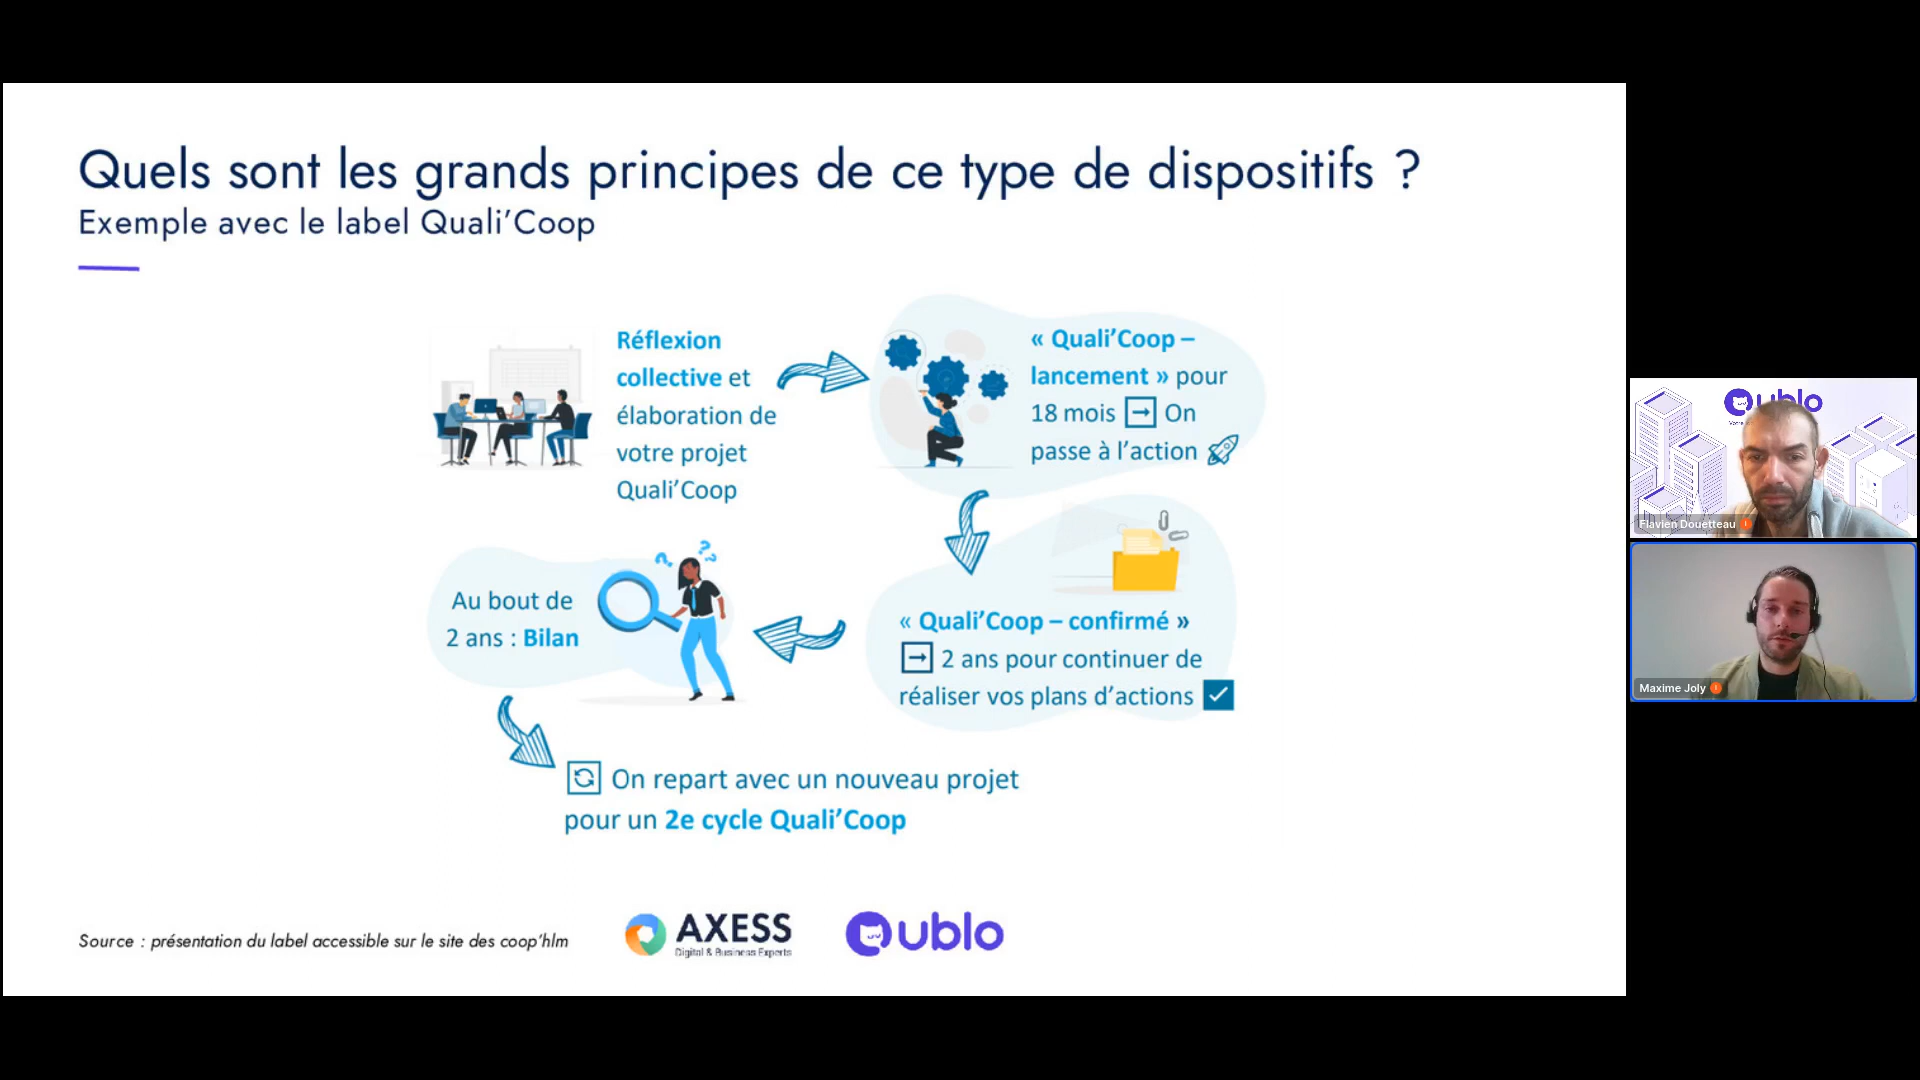 Quels sont les grands principes de ce type de dispositifs ?
Exemple avec le label Quali’Coop
Réflexion
collective et
élaboration de
votre projet
Quali’Coop
« Quali’Coop –
lancement » pour
18 mois → On
passe à l’action
« Quali’Coop – confirmé »
→ 2 ans pour continuer de
réaliser vos plans d’actions
Au bout de
2 ans : Bilan
On repart avec un nouveau projet
pour un 2e cycle Quali’Coop
Source : présentation du label accessible sur le site des coop’hlm
AXESS
Digital & Business Experts
ublo
ublo
Flavien Douetteau
Maxime Joly